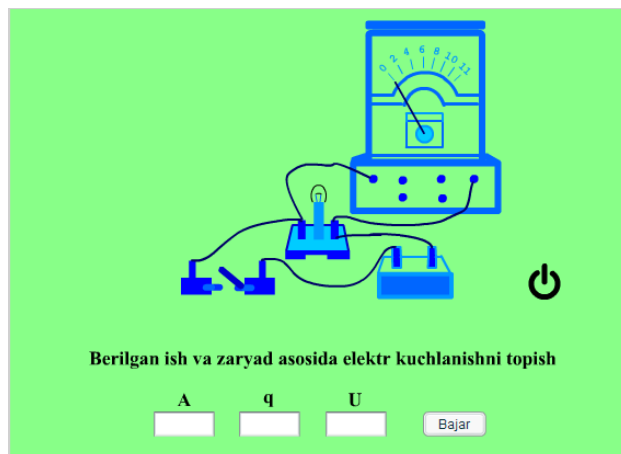 0 2 4 6 8 10 11
Berilgan ish va zaryad asosida elektr kuchlanishni topish
A q U
Bajar